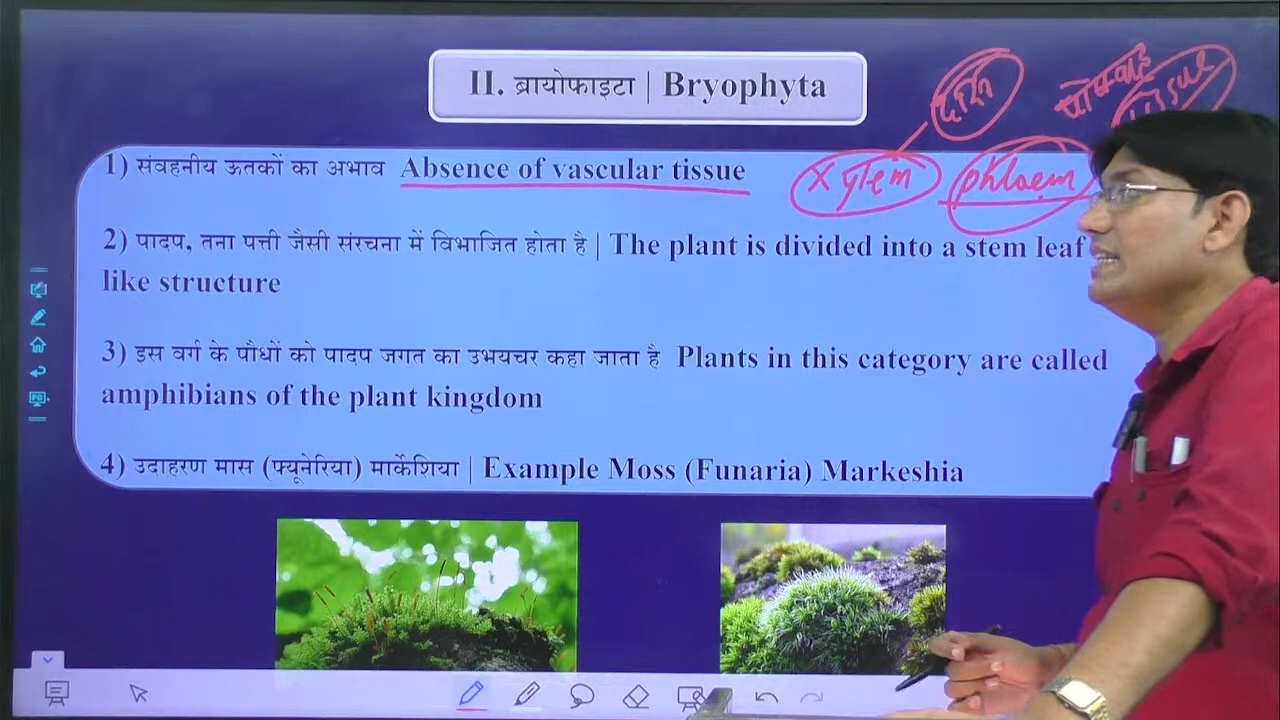 II. ब्रायोफाइटा | Bryophyta
1) संवहनीय ऊतकों का अभाव Absence of vascular tissue
xylem phloem
2) पादप, तना पत्ती जैसी संरचना में विभाजित होता है | The plant is divided into a stem leaf
like structure
3) इस वर्ग के पौधों को पादप जगत का उभयचर कहा जाता है Plants in this category are called
amphibians of the plant kingdom
4) उदाहरण मास (फ्यूनेरिया) मार्केशिया | Example Moss (Funaria) Markeshia